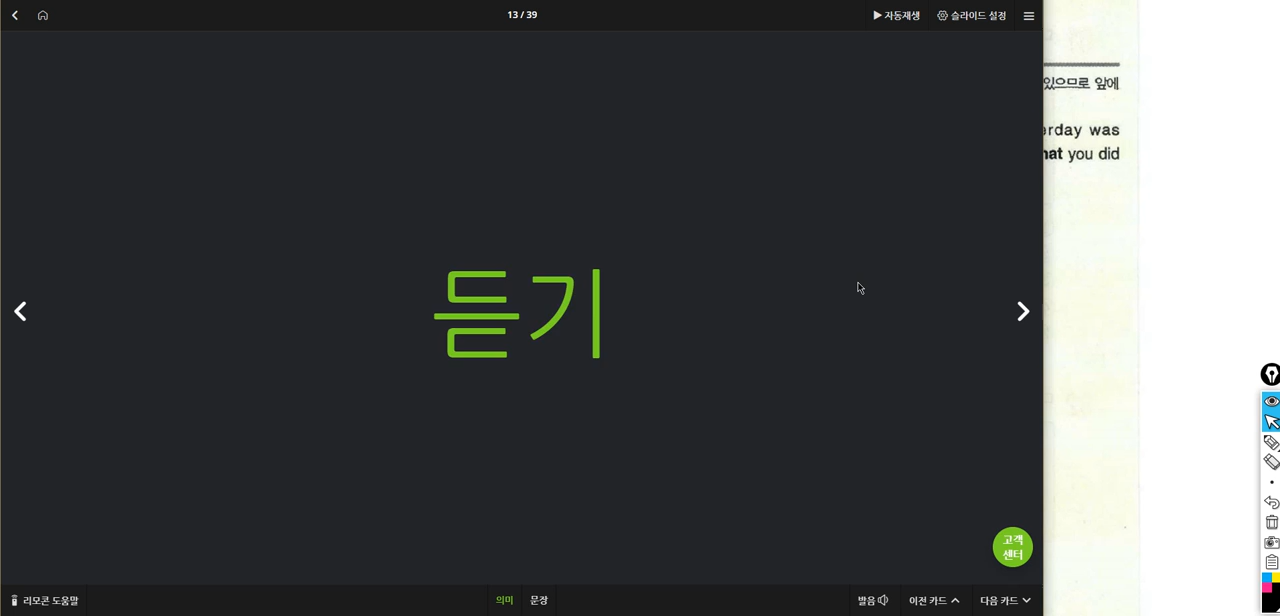 13 / 39
자동재생
슬라이드 설정
있으므로 앞에
rday was
hat you did
듣기
고객
센터
리모콘 도움말
의미
문장
발음
이전 카드
다음 카드